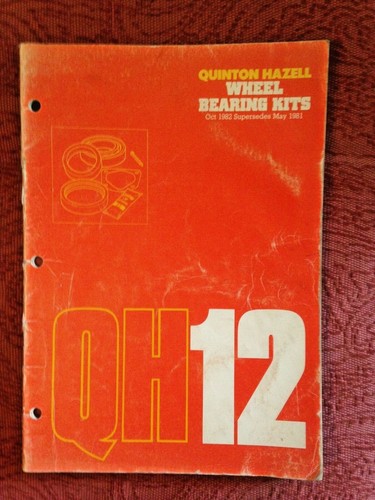 QUINTON HAZELL
WHEEL
BEARING KITS
Oct 1982 Supersedes May 1981
QH12